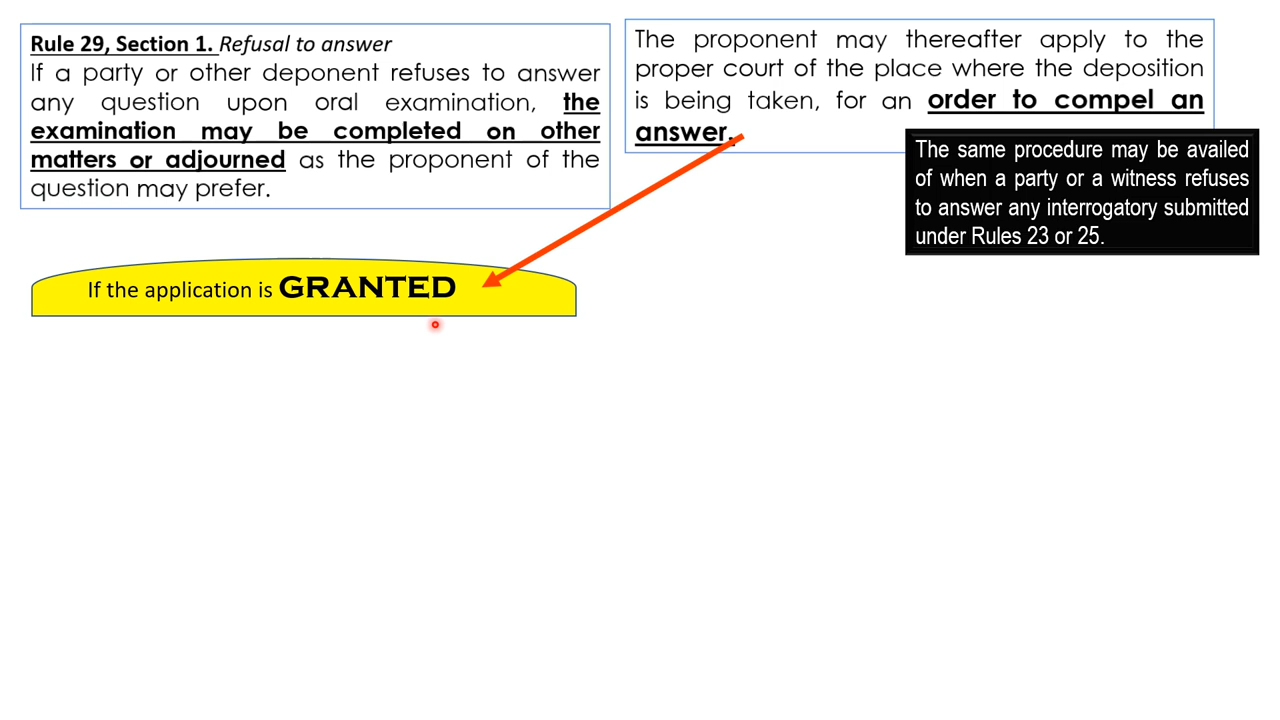 Rule 29, Section 1. Refusal to answer
If a party or other deponent refuses to answer
any question upon oral examination, the
examination may be completed on other
matters or adjourned as the proponent of the
question may prefer.
The proponent may thereafter apply to the
proper court of the place where the deposition
is being taken, for an order to compel an
answer.
The same procedure may be availed
of when a party or a witness refuses
to answer any interrogatory submitted
under Rules 23 or 25.
If the application is GRANTED